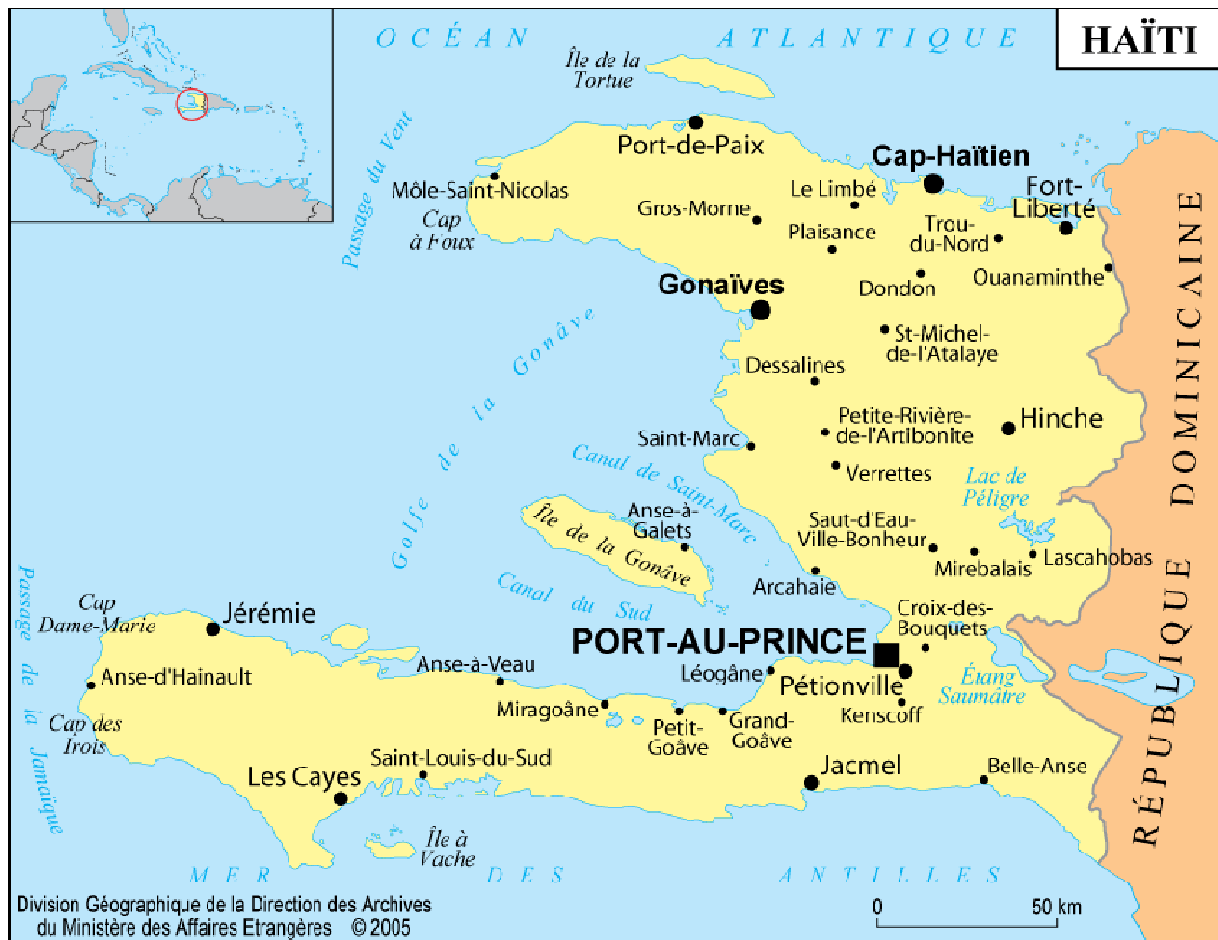 HAÏTI
OCÉAN ATLANTIQUE
Île de la
Tortue
Passage du Vent
Port-de-Paix
Cap-Haïtien
Môle-Saint-Nicolas
Le Limbé
Fort-
Liberté
Cap
à Foux
Gros-Morne
Plaisance
Trou-
du-Nord
Ouanaminthe
Gonaïves
Dondon
St-Michel-
de-l'Atalaye
Dessalines
Golfe de la Gonâve
Petite-Rivière-
de-l'Artibonite
Hinche
Saint-Marc
Canal de Saint-Marc
Verrettes
Lac de
Péligre
Anse-à-
Galets
Île de la Gonâve
Saut-d'Eau-
Ville-Bonheur
Mirebalais
Lascahobas
Arcahaie
Canal du Sud
Croix-des-
Bouquets
PORT-AU-PRINCE
Cap
Dame-Marie
Jérémie
Anse-à-Veau
Léogâne
Pétionville
Étang
Saumâtre
Anse-d'Hainault
Miragoâne
Petit-
Goâve
Grand-
Goâve
Kenscoff
Cap des
Irois
Passage de la Jamaïque
Les Cayes
Saint-Louis-du-Sud
Jacmel
Belle-Anse
Île à
Vache
MER DES ANTILLES
RÉPUBLIQUE DOMINICAINE
Division Géographique de la Direction des Archives
du Ministère des Affaires Etrangères © 2005
0 50 km